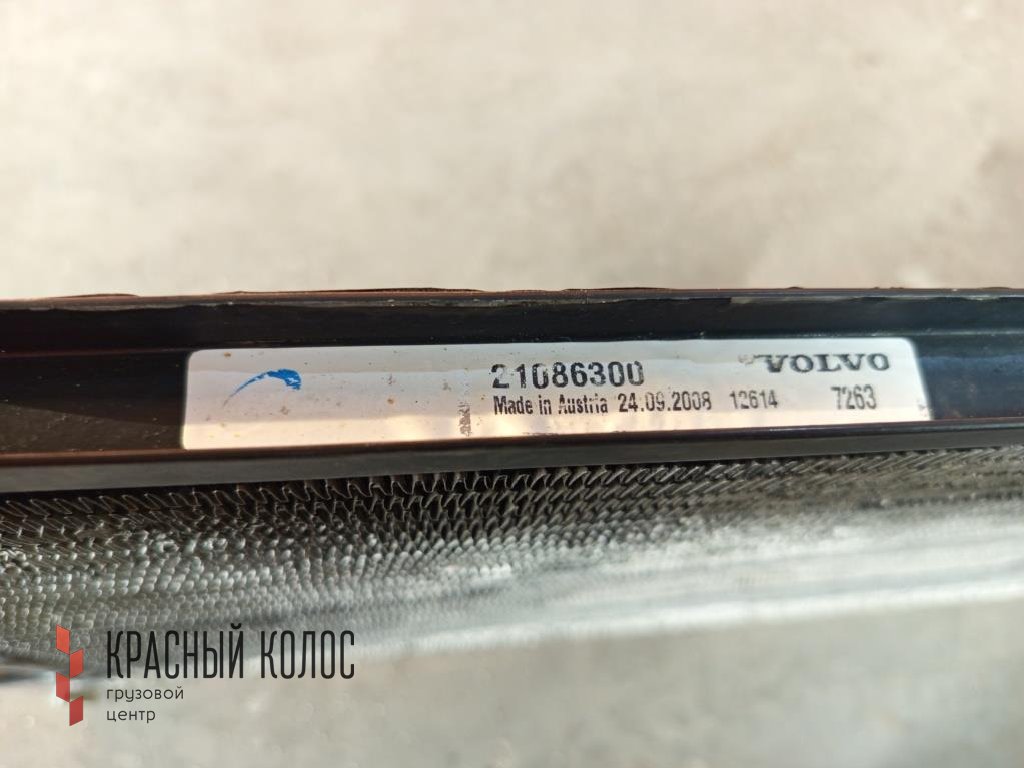 21086300
VOLVO
Made in Austria 24.09.2008 12614 7263
КРАСНЫЙ КОЛОС
грузовой
центр